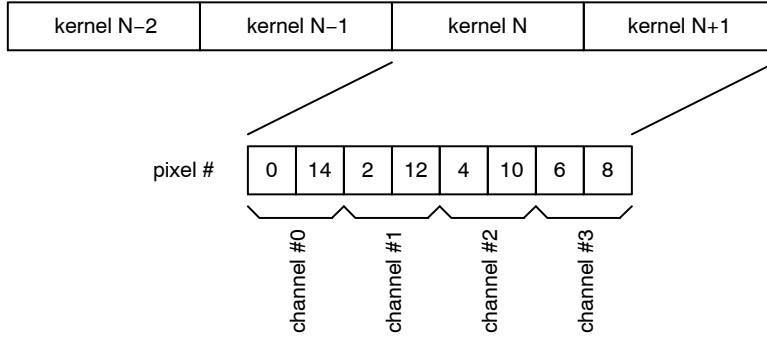 kernel N−2 kernel N−1 kernel N kernel N+1
pixel # 0 14 2 12 4 10 6 8
channel #0
channel #1
channel #2
channel #3